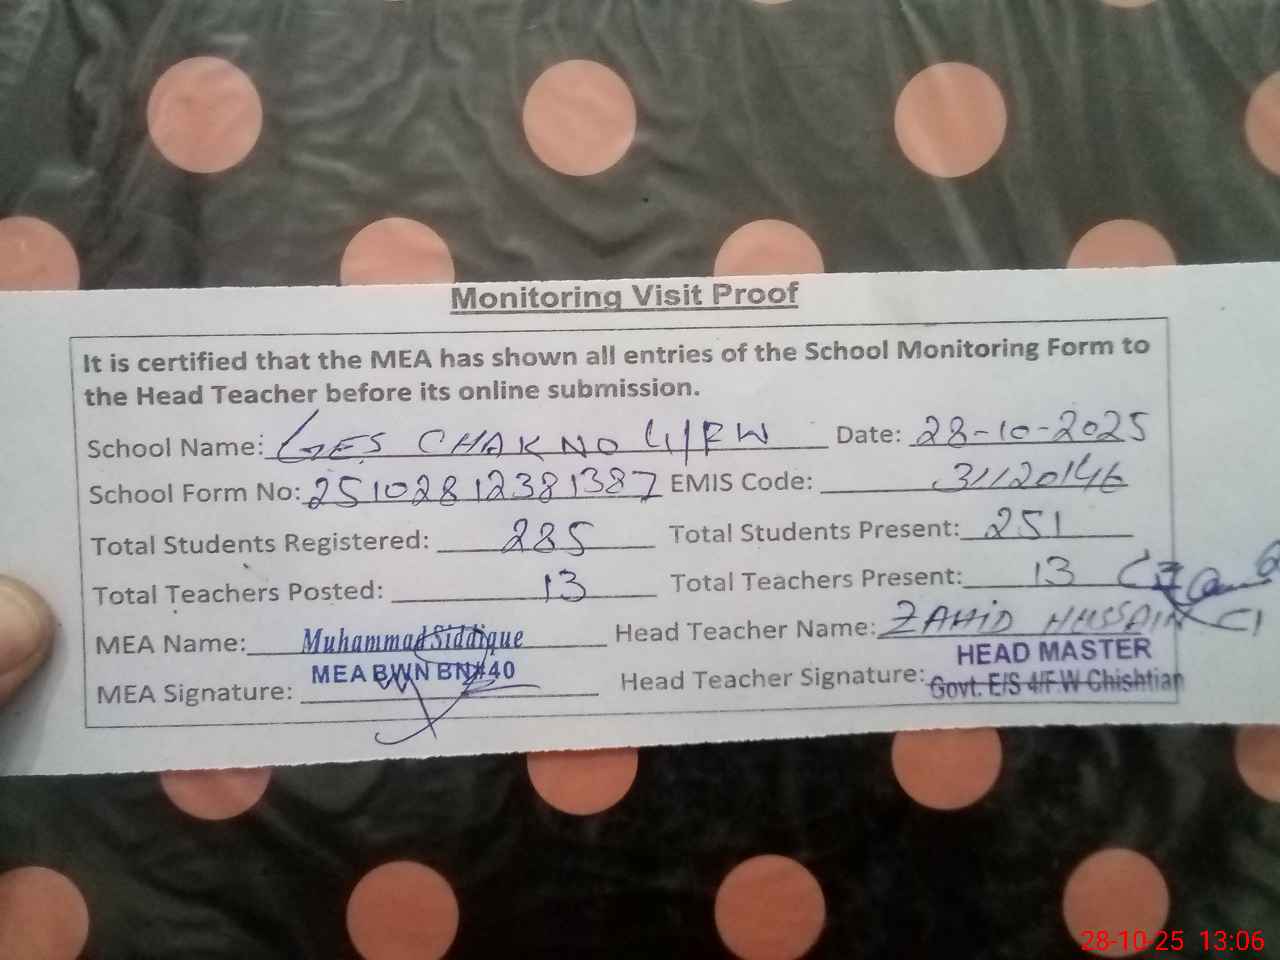 Monitoring Visit Proof
It is certified that the MEA has shown all entries of the School Monitoring Form to
the Head Teacher before its online submission.
School Name: GES CHAK NO 4/FW Date: 28-10-2025
School Form No: 25102812381387 EMIS Code: 31120146
Total Students Registered: 285 Total Students Present: 251
Total Teachers Posted: 13 Total Teachers Present: 13
MEA Name: Muhammad Siddique Head Teacher Name: ZAHID HUSSAIN
MEA BWN BN#40 HEAD MASTER
MEA Signature: Head Teacher Signature: Govt. E/S 4/F.W Chishtian
28-10-25 13:06